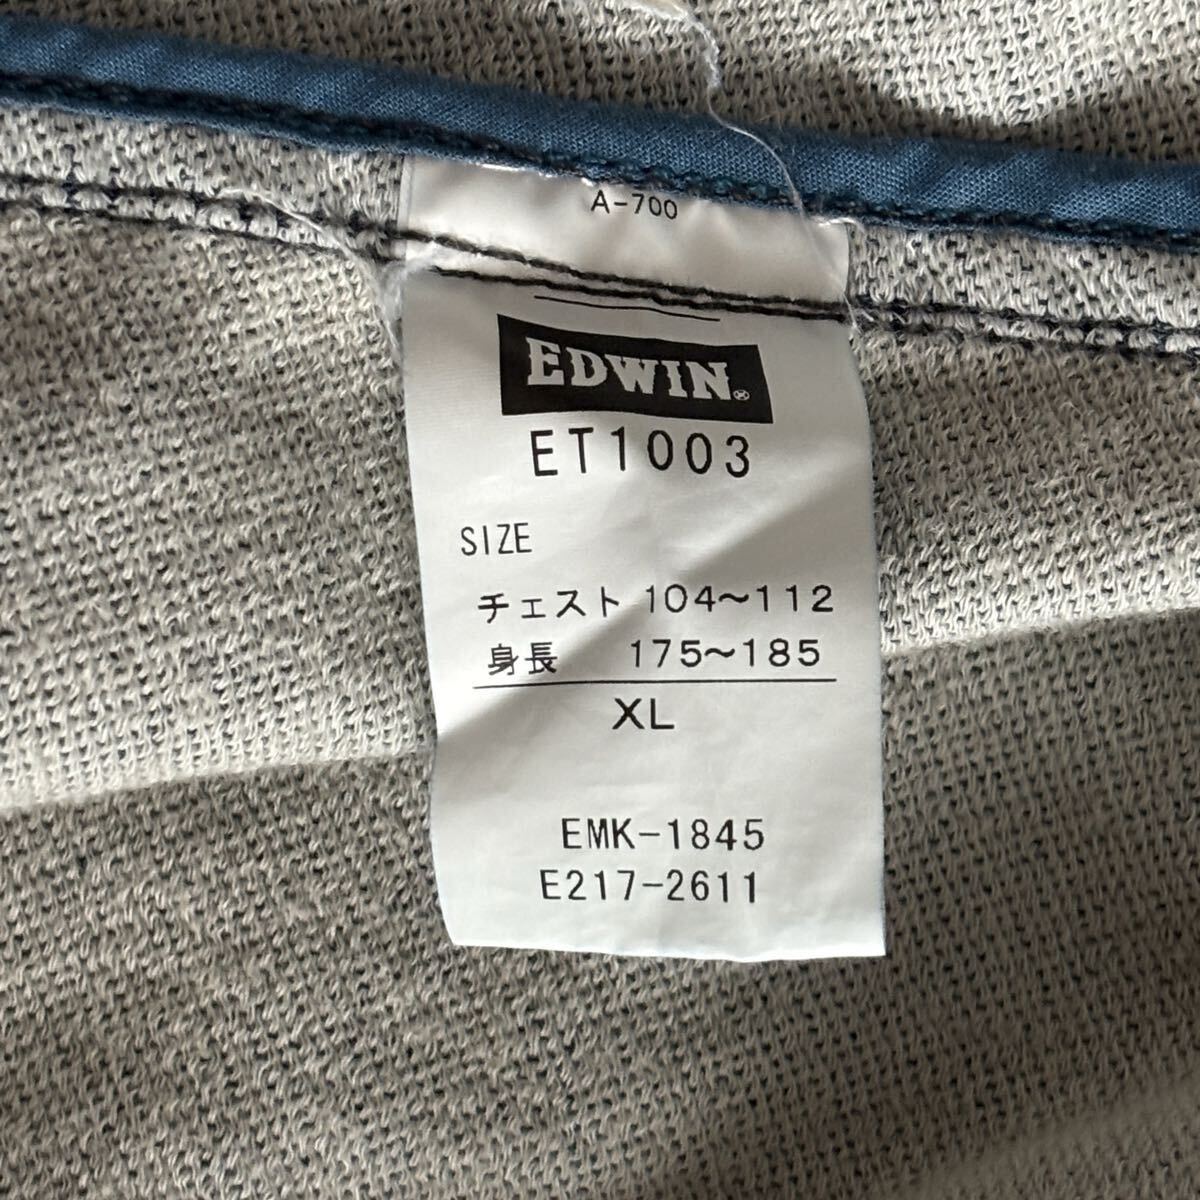 A-700
EDWIN®
ET1003
SIZE
チェスト 104〜112
身長 175〜185
XL
EMK-1845
E217-2611